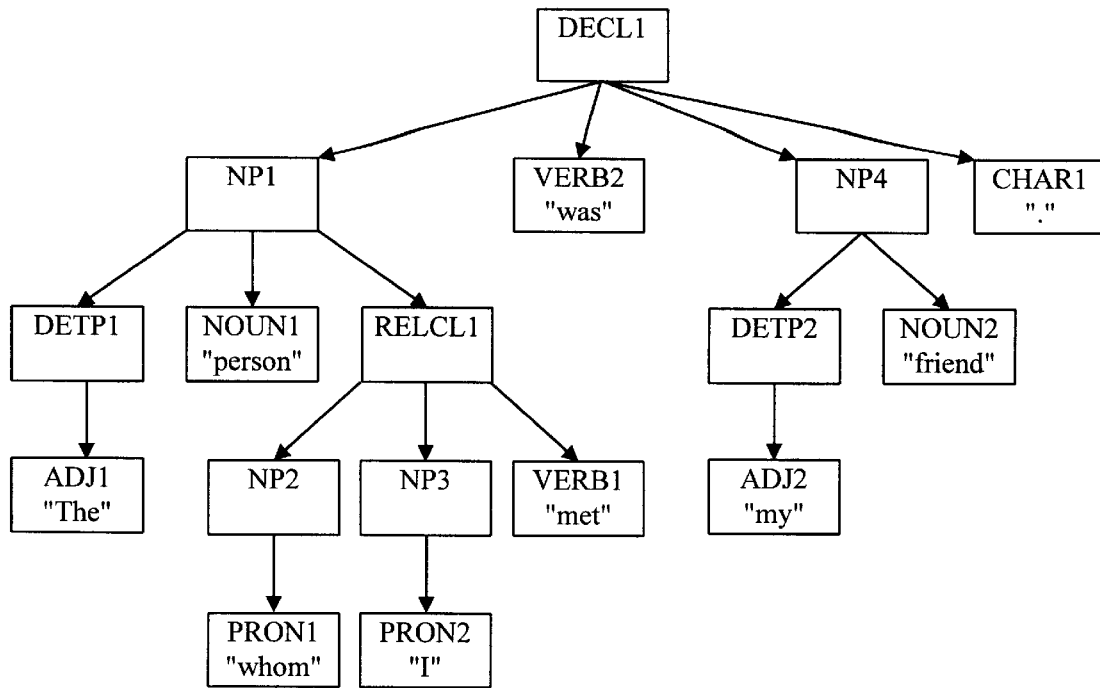 DECL1
NP1
VERB2
"was"
NP4
CHAR1
"."
DETP1
NOUN1
"person"
RELCL1
DETP2
NOUN2
"friend"
ADJ1
"The"
NP2
NP3
VERB1
"met"
ADJ2
"my"
PRON1
"whom"
PRON2
"I"